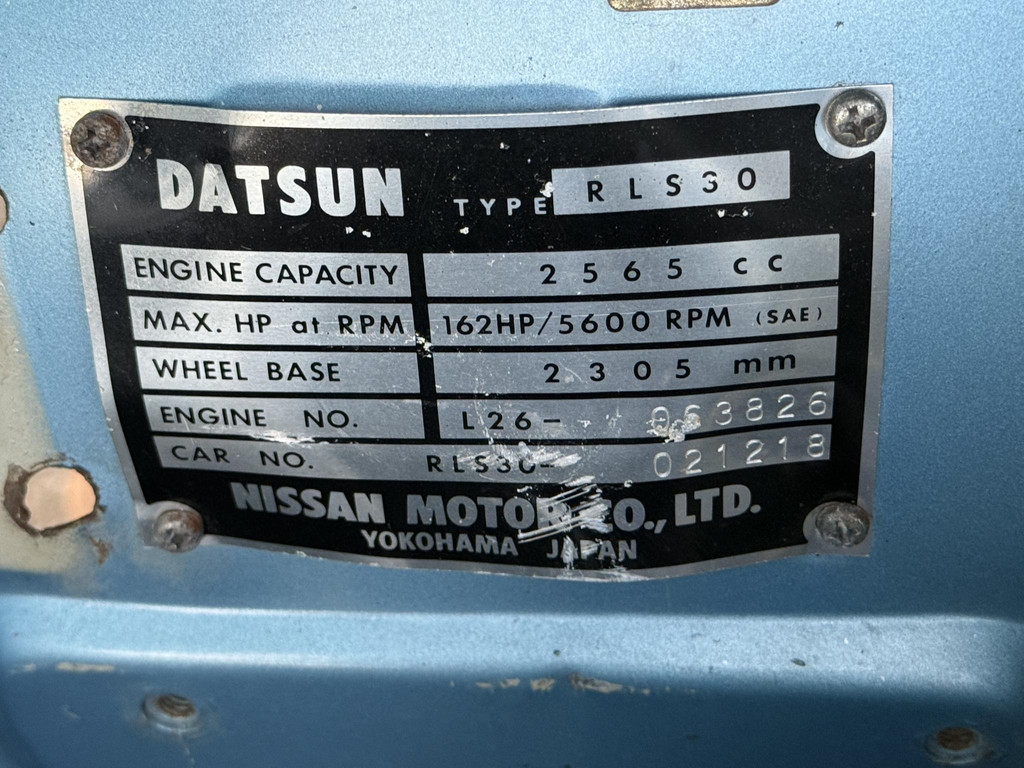 DATSUN TYPE RLS30
ENGINE CAPACITY 2565 CC
MAX. HP at RPM 162HP/5600 RPM (SAE)
WHEEL BASE 2305 mm
ENGINE NO. L26- 063826
CAR NO. RLS30- 021218
NISSAN MOTOR CO., LTD.
YOKOHAMA JAPAN